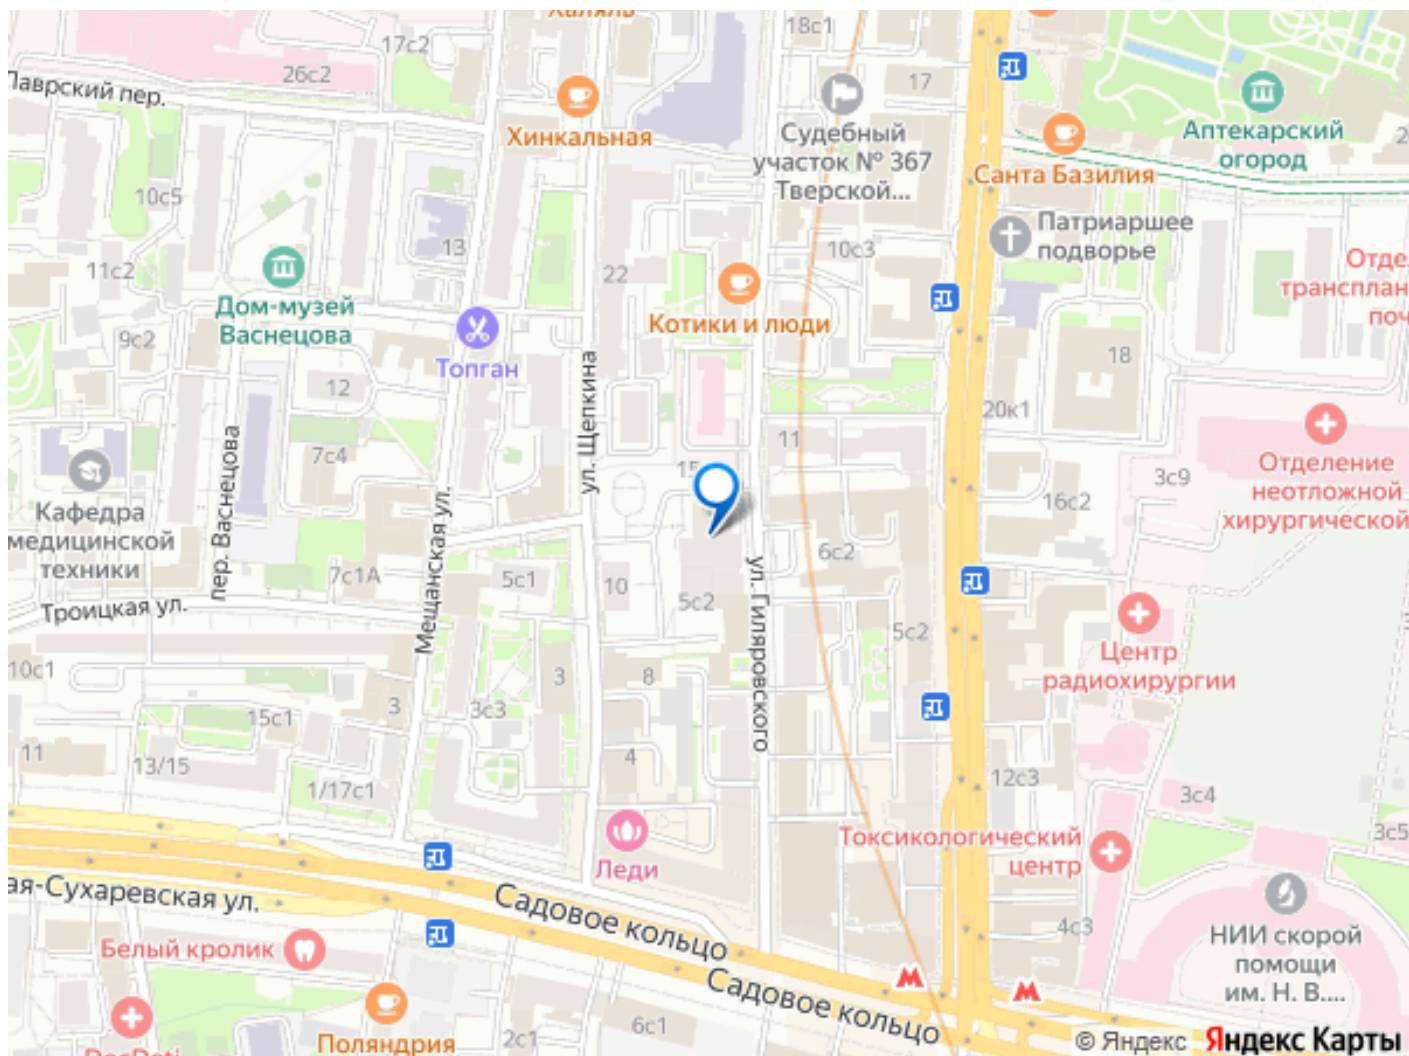 Халяль
17с2
18с1
26с2
17
Лаврский пер.
Хинкальная
Судебный
участок № 367
Тверской...
Аптекарский
огород
Санта Базилия
10с5
13
Патриаршее
подворье
10с3
11с2
22
Отде
трансплан
поч
Дом-музей
Васнецова
Котики и люди
9с2
Топган
18
12
ул. Щепкина
20к1
11
7с4
пер. Васнецова
15
Отделение
неотложной
хирургической
3с9
16с2
Кафедра
медицинской
техники
Мещанская ул.
6с2
ул. Гиляровского
7с1А
5с1
10
5с2
5с2
Троицкая ул.
Центр
радиохирургии
10с1
3
8
3
3с3
15с1
11
13/15
4
12с3
1/17с1
3с4
3с5
Токсикологический
центр
Леди
ая-Сухаревская ул.
Садовое кольцо
4с3
НИИ скорой
помощи
им. Н. В....
Белый кролик
Садовое кольцо
6с1
2с1
Поляндрия
© Яндекс Яндекс Карты